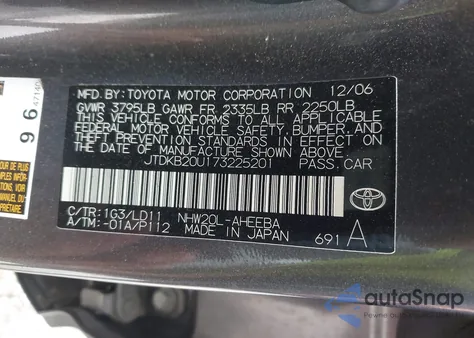 MFD. BY: TOYOTA MOTOR CORPORATION 12/06
GVWR 3795LB GAWR FR 2335LB RR 2250LB
THIS VEHICLE CONFORMS TO ALL APPLICABLE
FEDERAL MOTOR VEHICLE SAFETY, BUMPER, AND
THEFT PREVENTION STANDARDS IN EFFECT ON
THE DATE OF MANUFACTURE SHOWN ABOVE.
JTDKB20U173225201 PASS.CAR
C/TR: 1G3/LD11 NHW20L-AHEEBA
A/TM: -01A/P112 MADE IN JAPAN 691 A
96
autoSnap